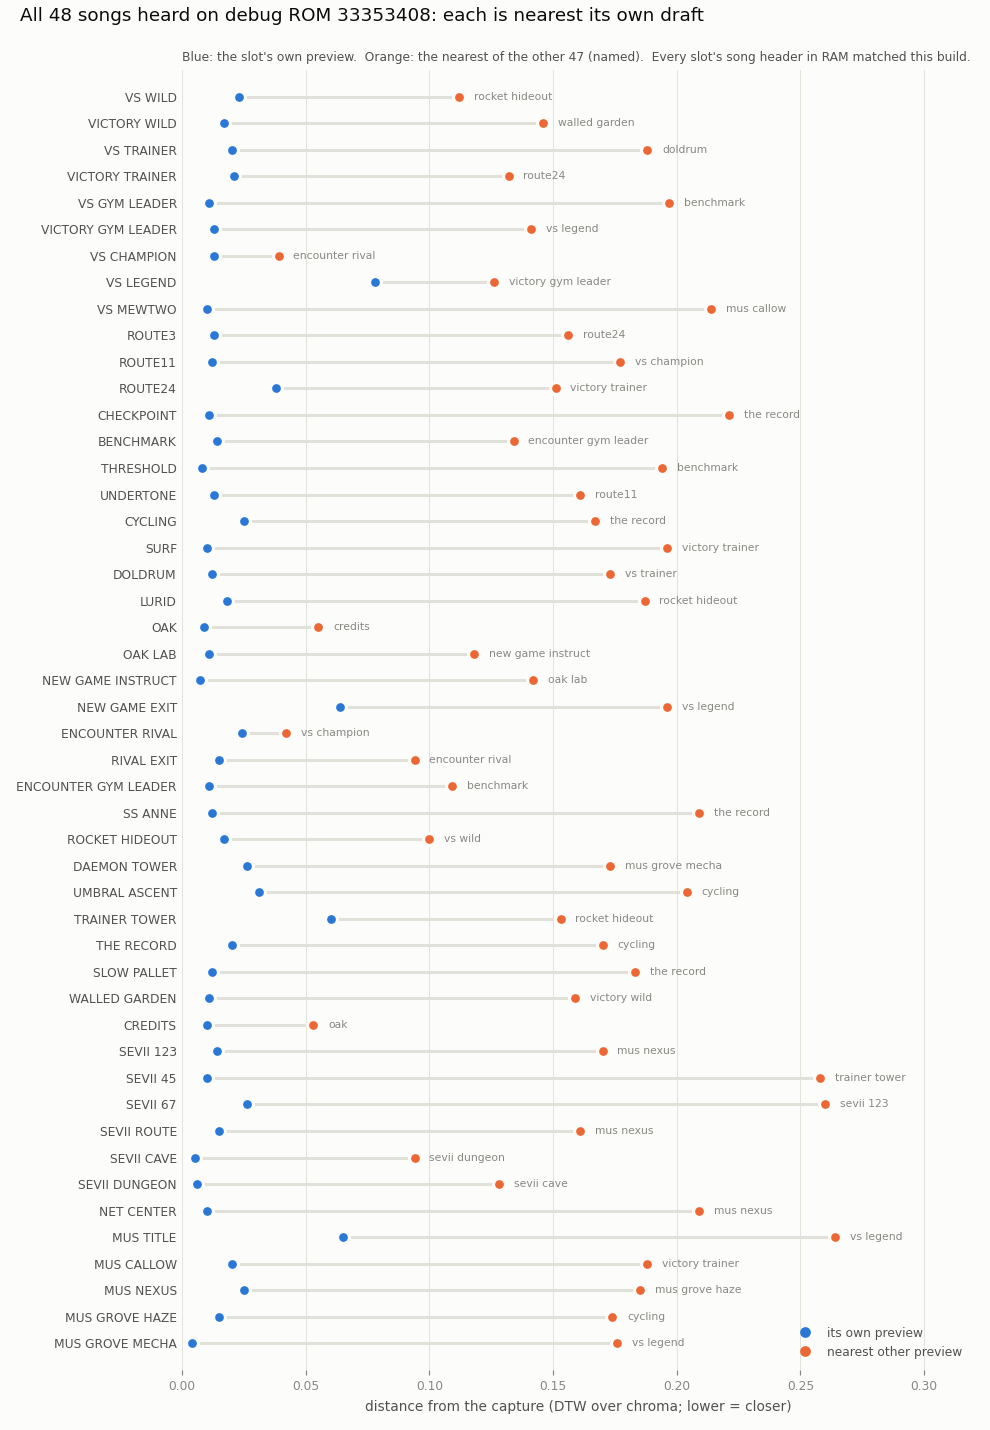 All 48 songs heard on debug ROM 33353408: each is nearest its own draft
Blue: the slot's own preview.  Orange: the nearest of the other 47 (named).  Every slot's song header in RAM matched this build.
VS WILD rocket hideout
VICTORY WILD walled garden
VS TRAINER doldrum
VICTORY TRAINER route24
VS GYM LEADER benchmark
VICTORY GYM LEADER vs legend
VS CHAMPION encounter rival
VS LEGEND victory gym leader
VS MEWTWO mus callow
ROUTE3 route24
ROUTE11 vs champion
ROUTE24 victory trainer
CHECKPOINT the record
BENCHMARK encounter gym leader
THRESHOLD benchmark
UNDERTONE route11
CYCLING the record
SURF victory trainer
DOLDRUM vs trainer
LURID rocket hideout
OAK credits
OAK LAB new game instruct
NEW GAME INSTRUCT oak lab
NEW GAME EXIT vs legend
ENCOUNTER RIVAL vs champion
RIVAL EXIT encounter rival
ENCOUNTER GYM LEADER benchmark
SS ANNE the record
ROCKET HIDEOUT vs wild
DAEMON TOWER mus grove mecha
UMBRAL ASCENT cycling
TRAINER TOWER rocket hideout
THE RECORD cycling
SLOW PALLET the record
WALLED GARDEN victory wild
CREDITS oak
SEVII 123 mus nexus
SEVII 45 trainer tower
SEVII 67 sevii 123
SEVII ROUTE mus nexus
SEVII CAVE sevii dungeon
SEVII DUNGEON sevii cave
NET CENTER mus nexus
MUS TITLE vs legend
MUS CALLOW victory trainer
MUS NEXUS mus grove haze
MUS GROVE HAZE cycling
MUS GROVE MECHA vs legend
its own preview
nearest other preview
0.00 0.05 0.10 0.15 0.20 0.25 0.30
distance from the capture (DTW over chroma; lower = closer)